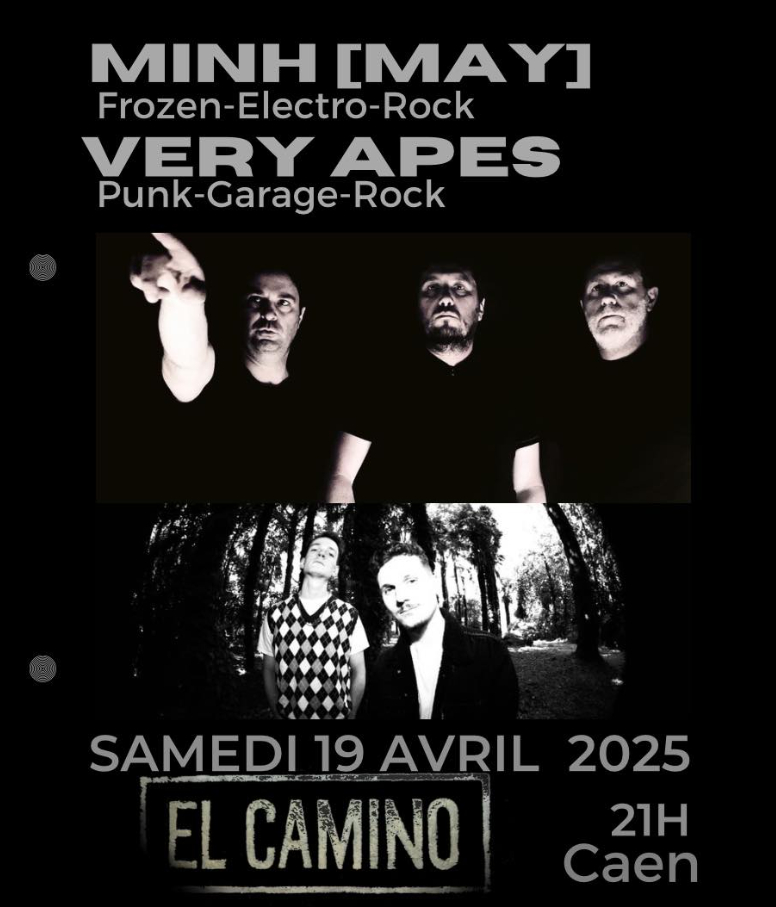 MINH [MAY]
Frozen-Electro-Rock
VERY APES
Punk-Garage-Rock
SAMEDI 19 AVRIL 2025
EL CAMINO
21H
Caen